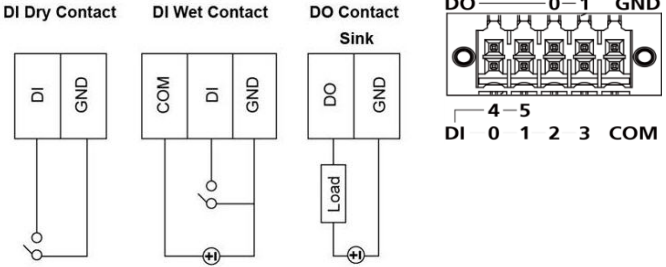 DI Dry Contact
DI Wet Contact
DO Contact
Sink
DI
GND
COM
DI
GND
DO
GND
Load
DO 0 1 GND
4 5
DI 0 1 2 3 COM